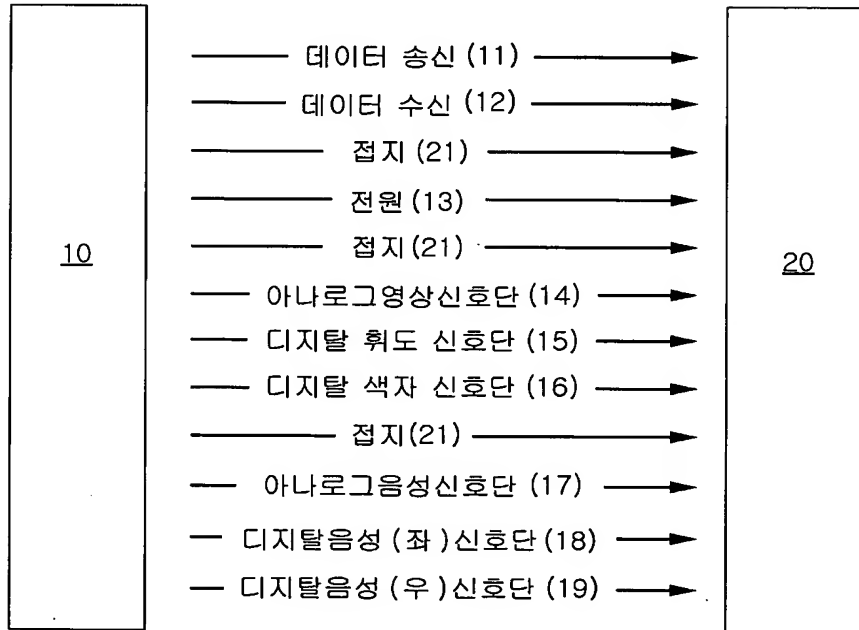 데이터 송신 (11)
데이터 수신 (12)
접지 (21)
전원 (13)
10
접지 (21)
20
아나로그영상신호단 (14)
디지탈 휘도 신호단 (15)
디지탈 색자 신호단 (16)
접지(21)
아나로그음성신호단 (17)
디지탈음성 (좌)신호단 (18)
디지탈음성 (우)신호단 (19)